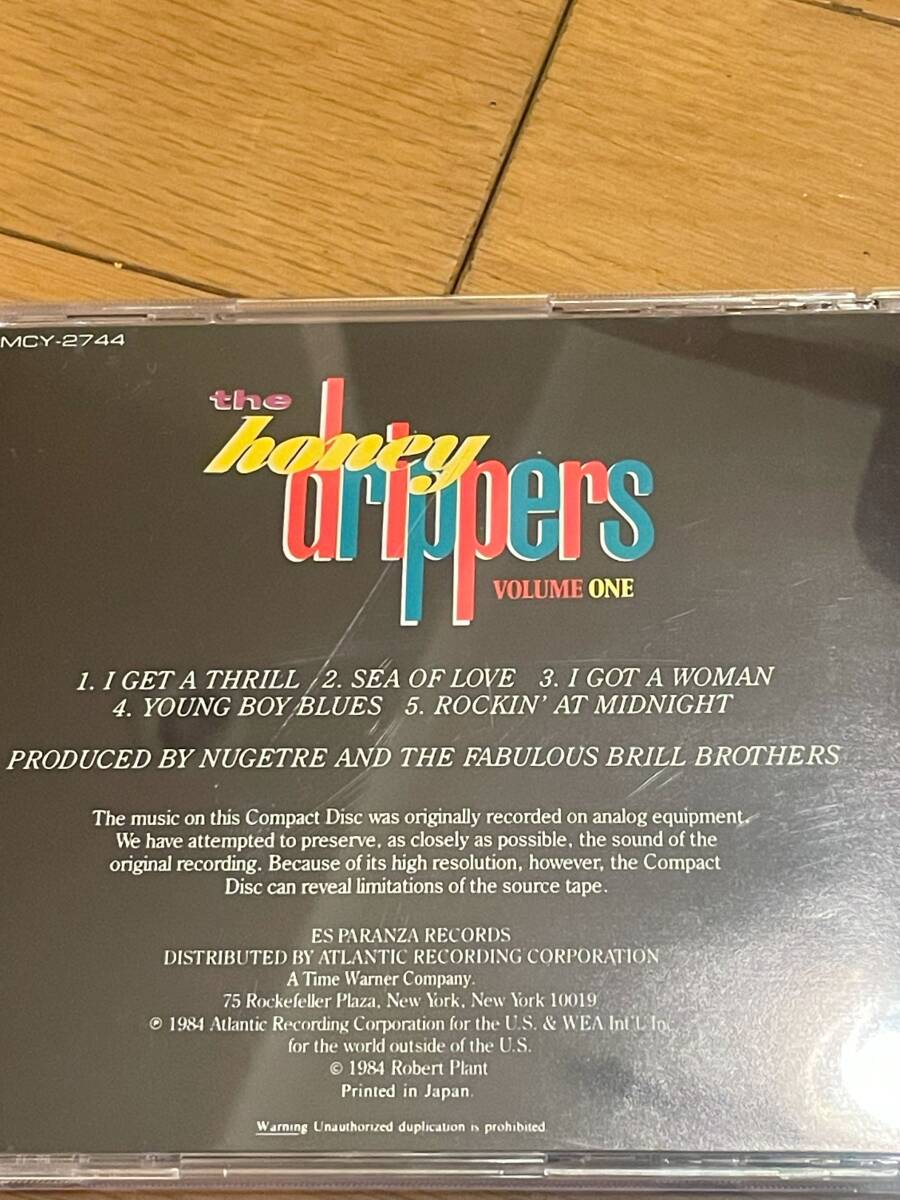 MCY-2744
the
honey
drippers
VOLUME ONE
1. I GET A THRILL 2. SEA OF LOVE 3. I GOT A WOMAN
4. YOUNG BOY BLUES 5. ROCKIN' AT MIDNIGHT
PRODUCED BY NUGETRE AND THE FABULOUS BRILL BROTHERS
The music on this Compact Disc was originally recorded on analog equipment.
We have attempted to preserve, as closely as possible, the sound of the
original recording. Because of its high resolution, however, the Compact
Disc can reveal limitations of the source tape.
ES PARANZA RECORDS
DISTRIBUTED BY ATLANTIC RECORDING CORPORATION
A Time Warner Company.
75 Rockefeller Plaza, New York, New York 10019
℗ 1984 Atlantic Recording Corporation for the U.S. & WEA Int'l. Inc.
for the world outside of the U.S.
© 1984 Robert Plant
Printed in Japan.
Warning Unauthorized duplication is prohibited.